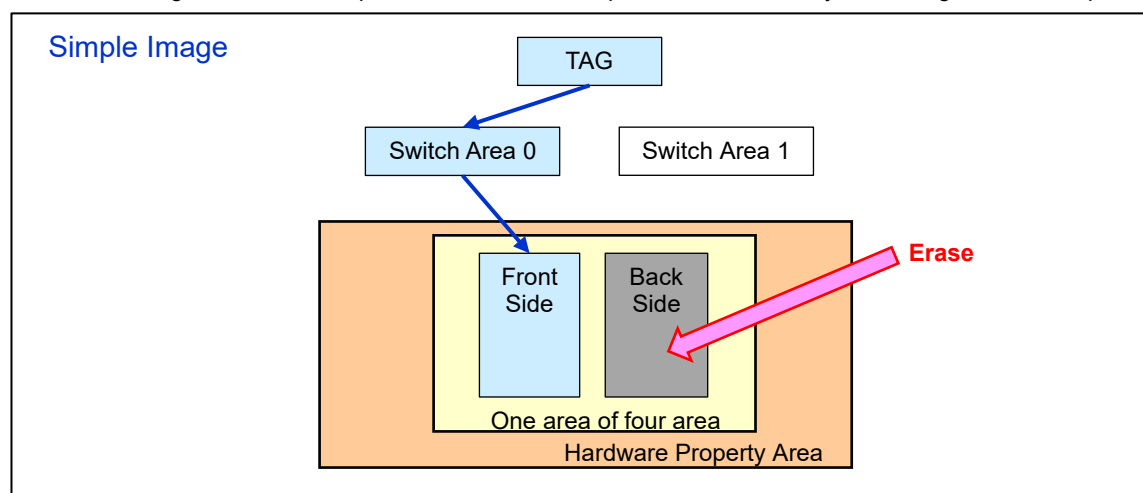 Simple Image
TAG
Switch Area 0
Switch Area 1
Erase
Front
Side
Back
Side
One area of four area
Hardware Property Area